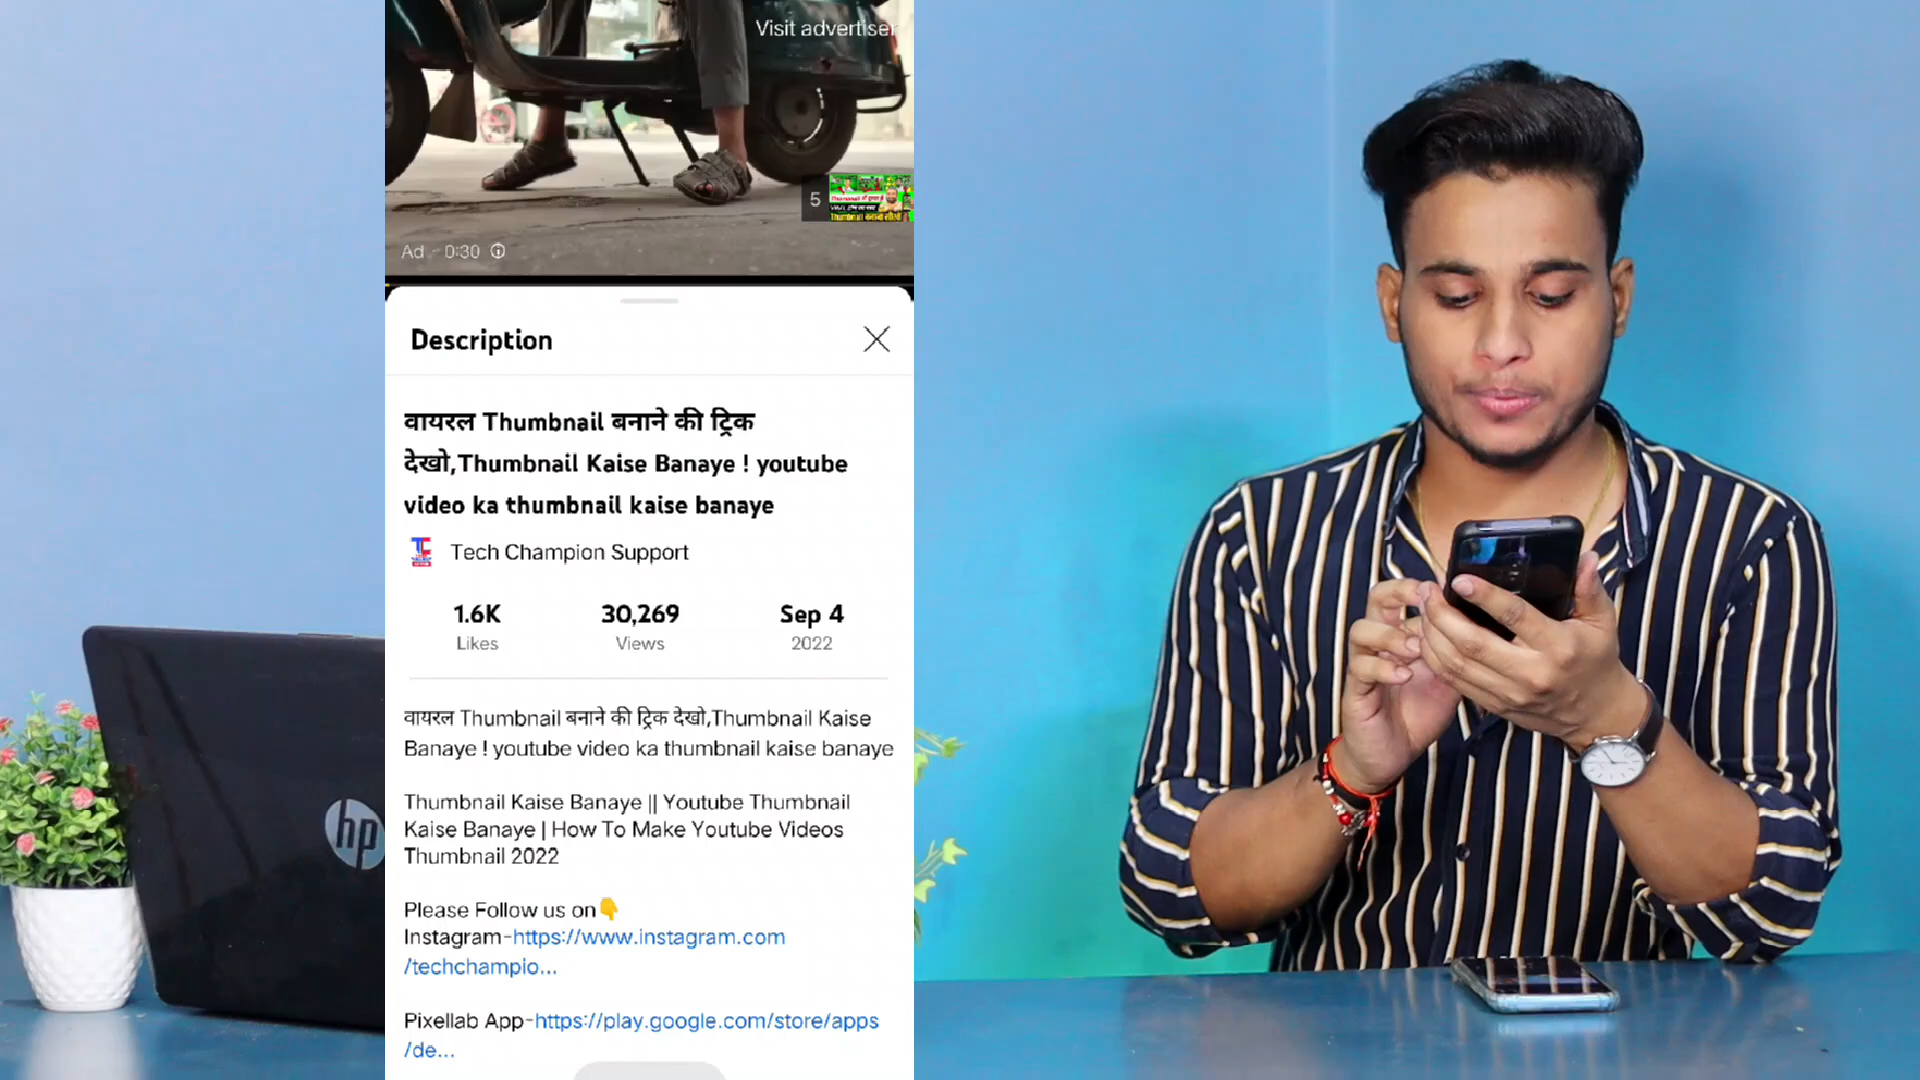 Visit advertiser
5
Ad - 0:30
Description
वायरल Thumbnail बनाने की ट्रिक
देखो,Thumbnail Kaise Banaye ! youtube
video ka thumbnail kaise banaye
Tech Champion Support
1.6K
30,269
Sep 4
Likes
Views
2022
वायरल Thumbnail बनाने की ट्रिक देखो,Thumbnail Kaise
Banaye ! youtube video ka thumbnail kaise banaye
Thumbnail Kaise Banaye || Youtube Thumbnail
Kaise Banaye | How To Make Youtube Videos
Thumbnail 2022
Please Follow us on👇
Instagram-https://www.instagram.com
/techchampio...
Pixellab App-https://play.google.com/store/apps
/de...
hp